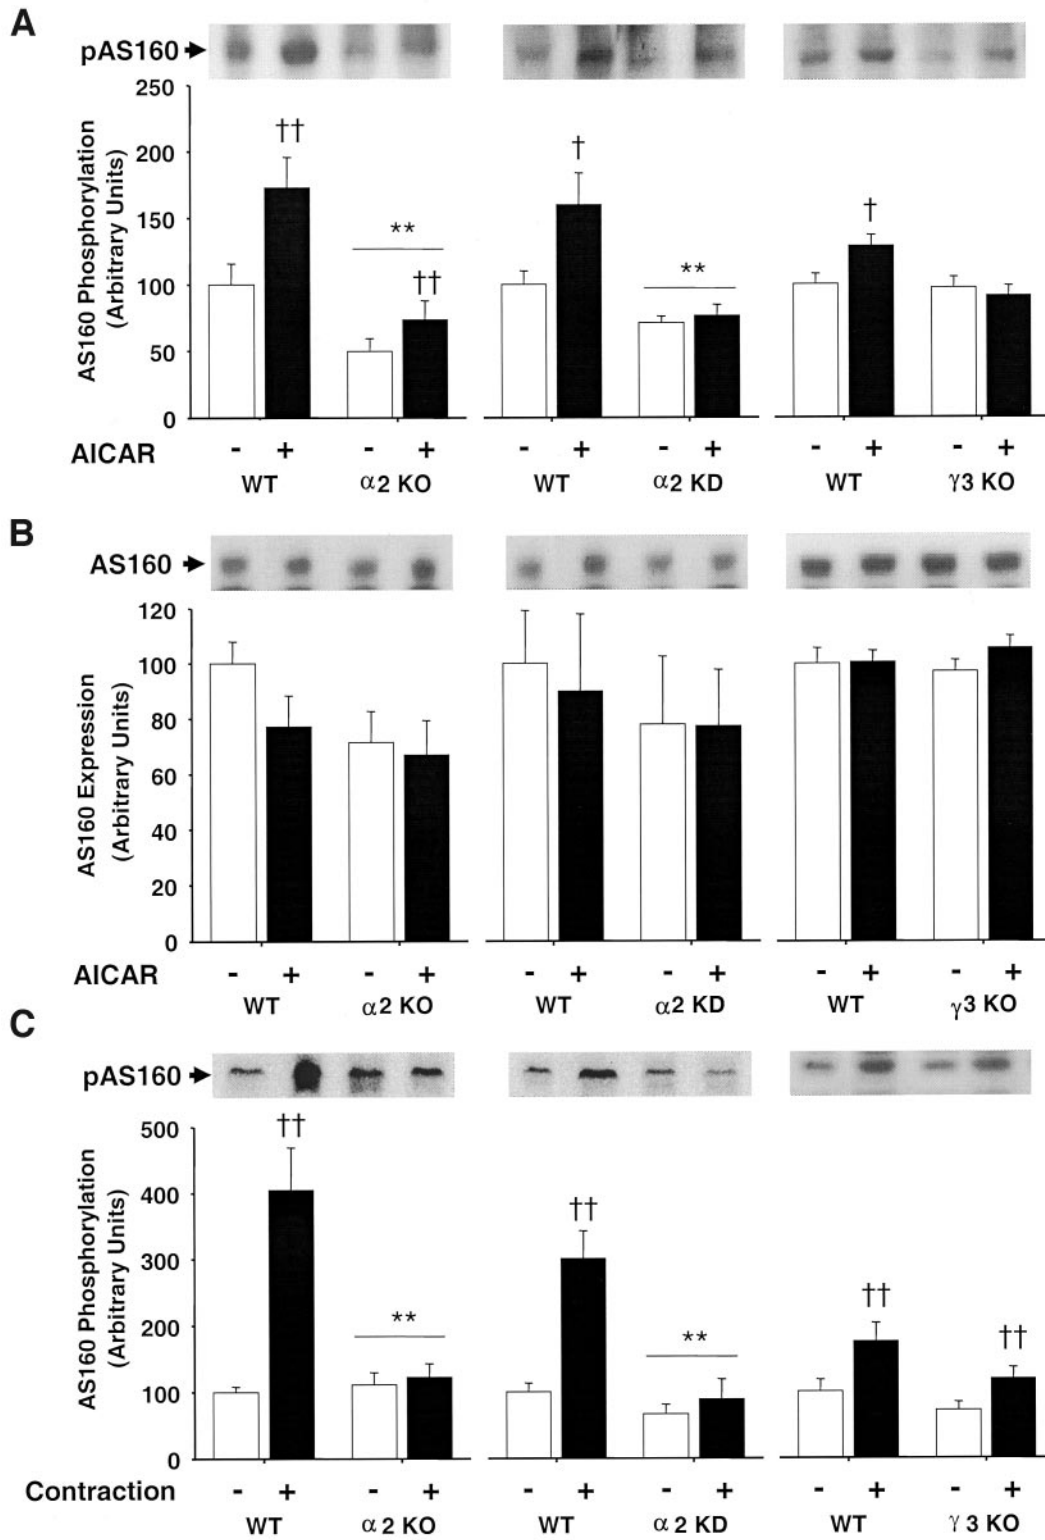 A
pAS160
250
200
150
100
50
0
AS160 Phosphorylation
(Arbitrary Units)
††
**
††
†
**
†
AICAR - + - + - + - + - + - +
WT α2 KO WT α2 KD WT γ3 KO
B
AS160
120
100
80
60
40
20
0
AS160 Expression
(Arbitrary Units)
AICAR - + - + - + - + - + - +
WT α2 KO WT α2 KD WT γ3 KO
C
pAS160
500
400
300
200
100
0
AS160 Phosphorylation
(Arbitrary Units)
††
**
††
**
††
††
Contraction - + - + - + - + - + - +
WT α2 KO WT α2 KD WT γ3 KO